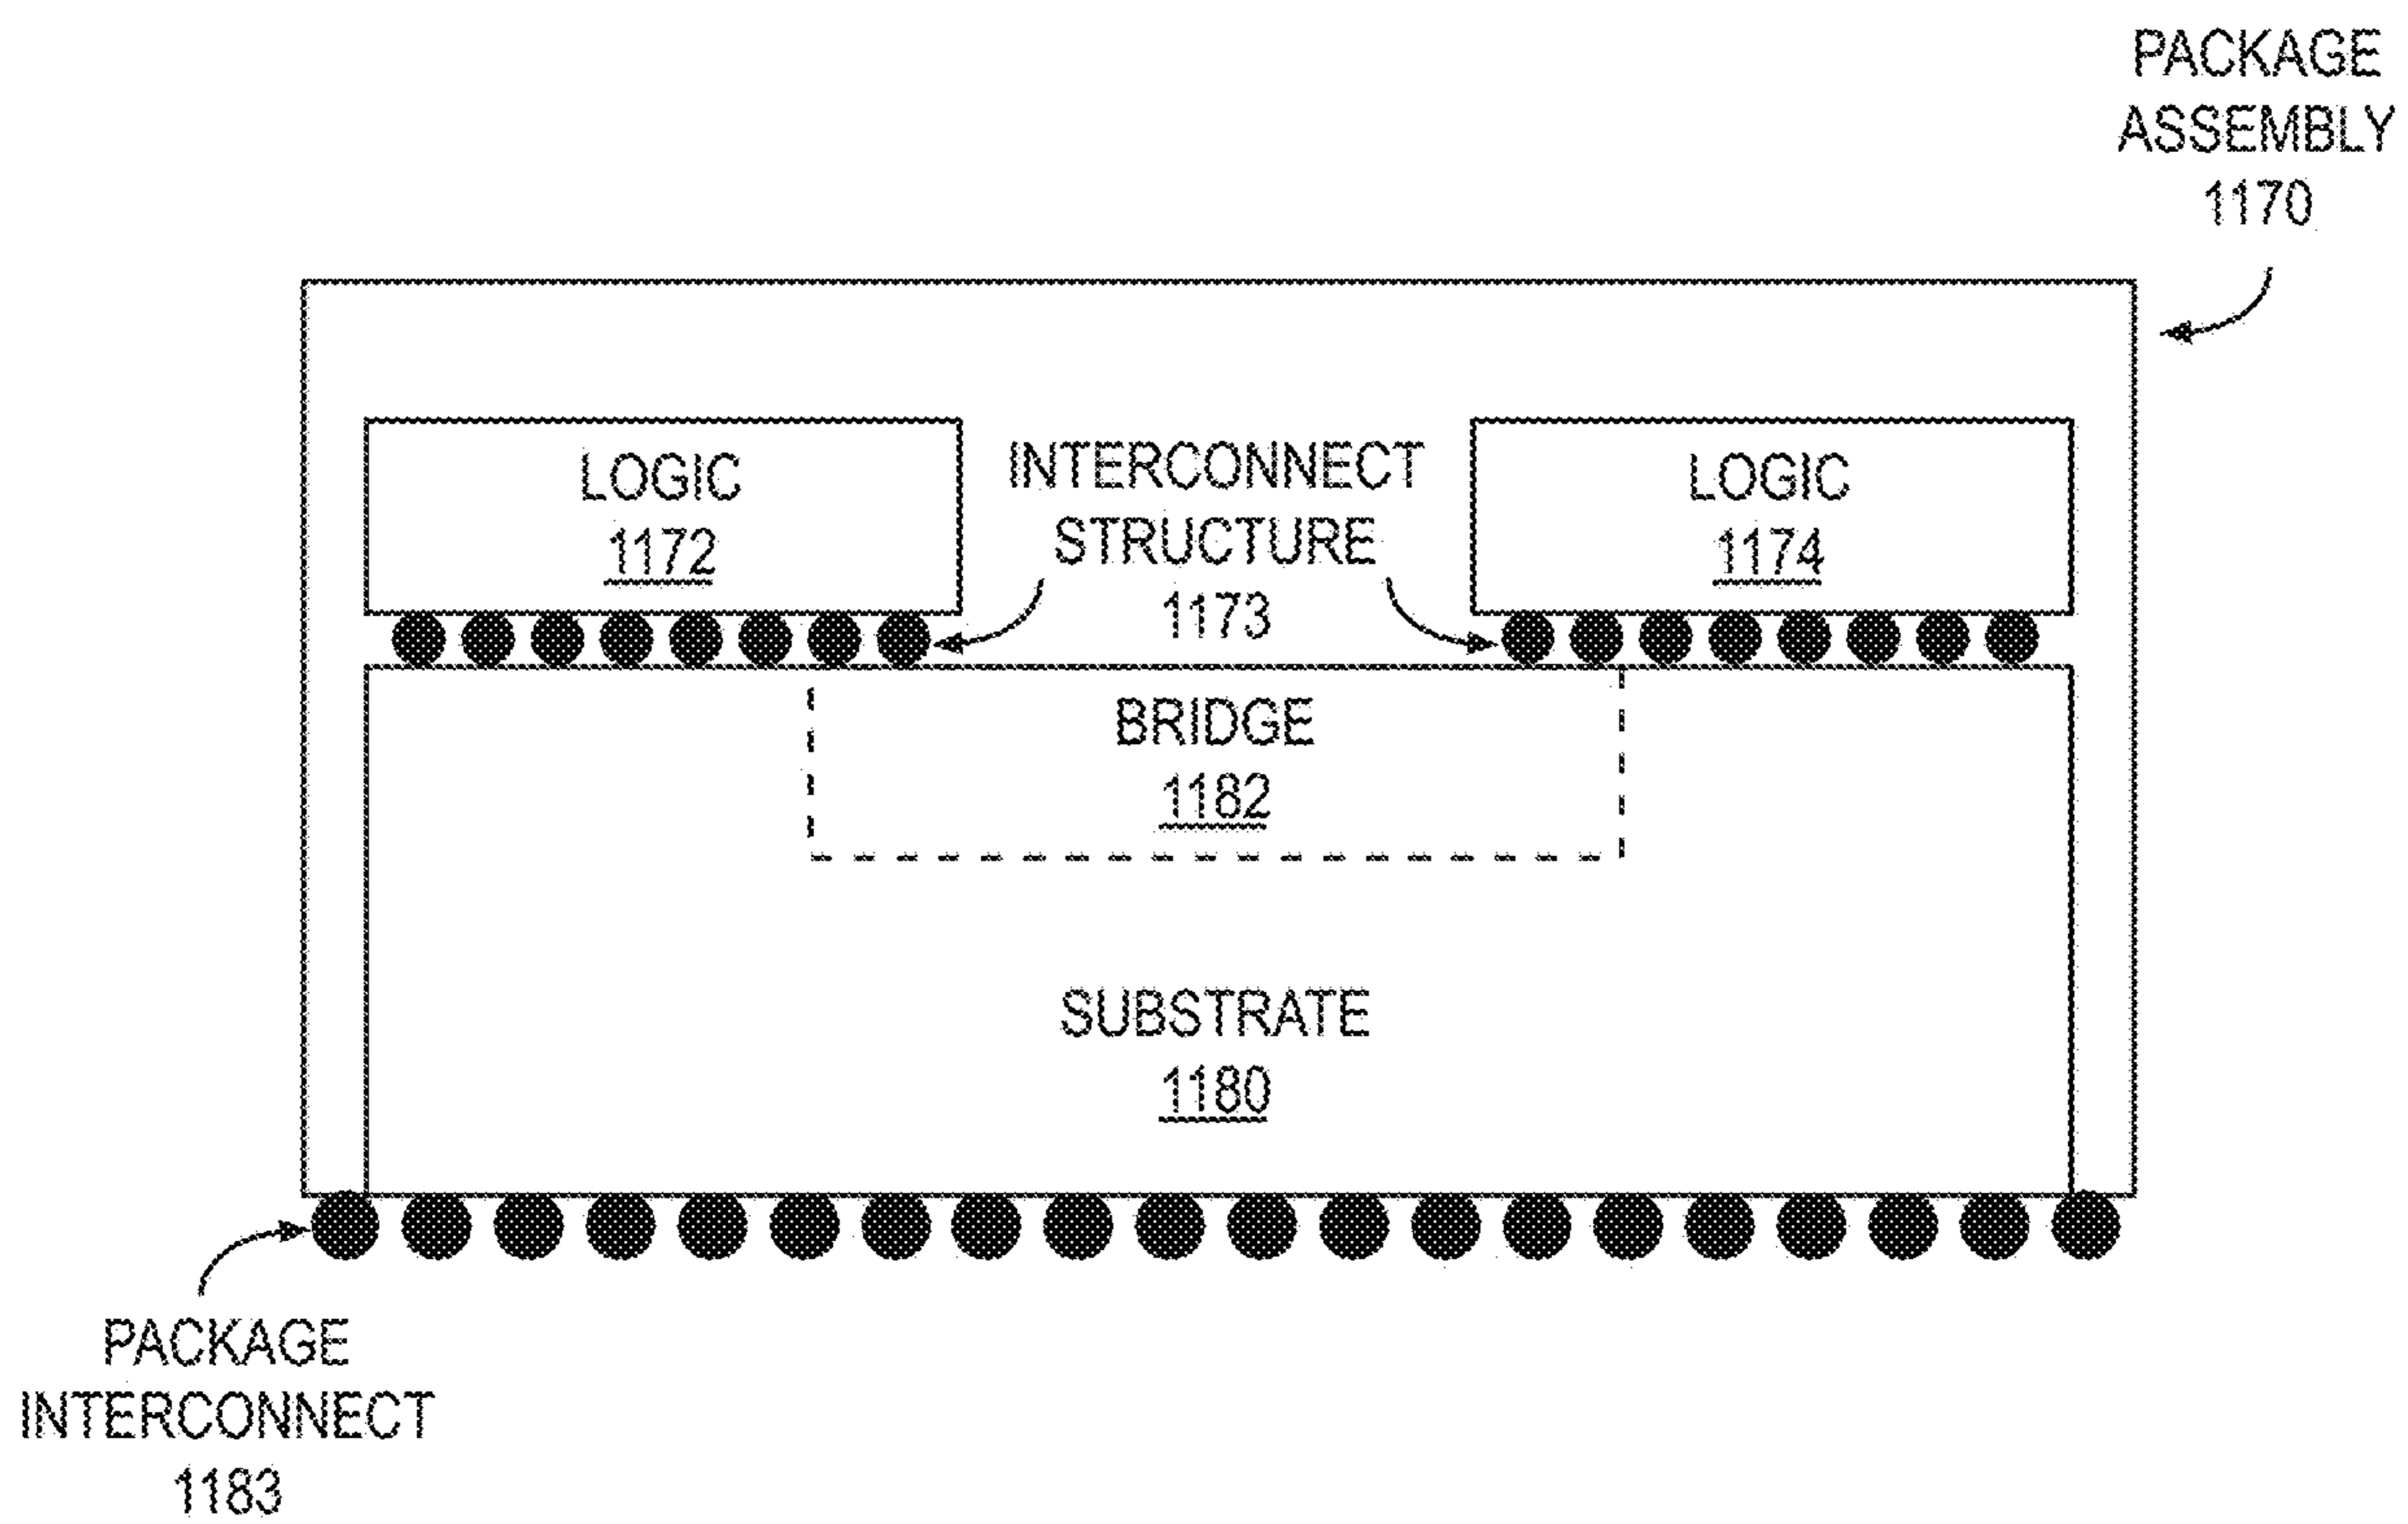 PACKAGE
ASSEMBLY
1170
LOGIC
1172
INTERCONNECT
STRUCTURE
1173
LOGIC
1174
BRIDGE
1182
SUBSTRATE
1180
PACKAGE
INTERCONNECT
1183